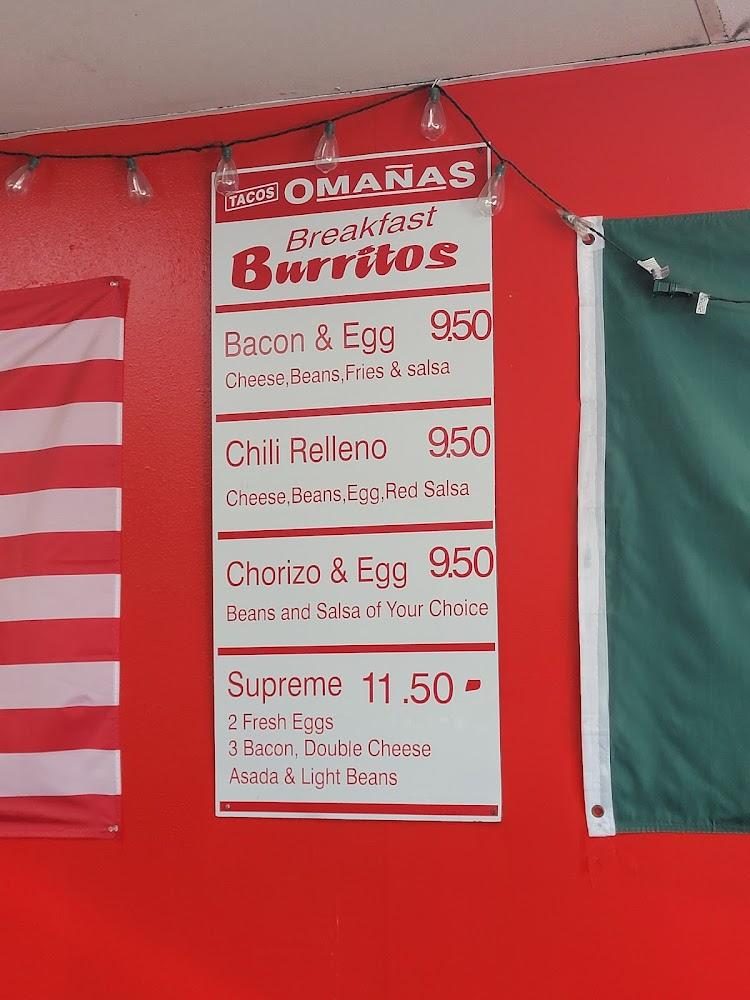 TACOS OMAÑAS
Breakfast
Burritos
Bacon & Egg 9.50
Cheese,Beans,Fries & salsa
Chili Relleno 9.50
Cheese,Beans,Egg,Red Salsa
Chorizo & Egg 9.50
Beans and Salsa of Your Choice
Supreme 11.50
2 Fresh Eggs
3 Bacon, Double Cheese
Asada & Light Beans